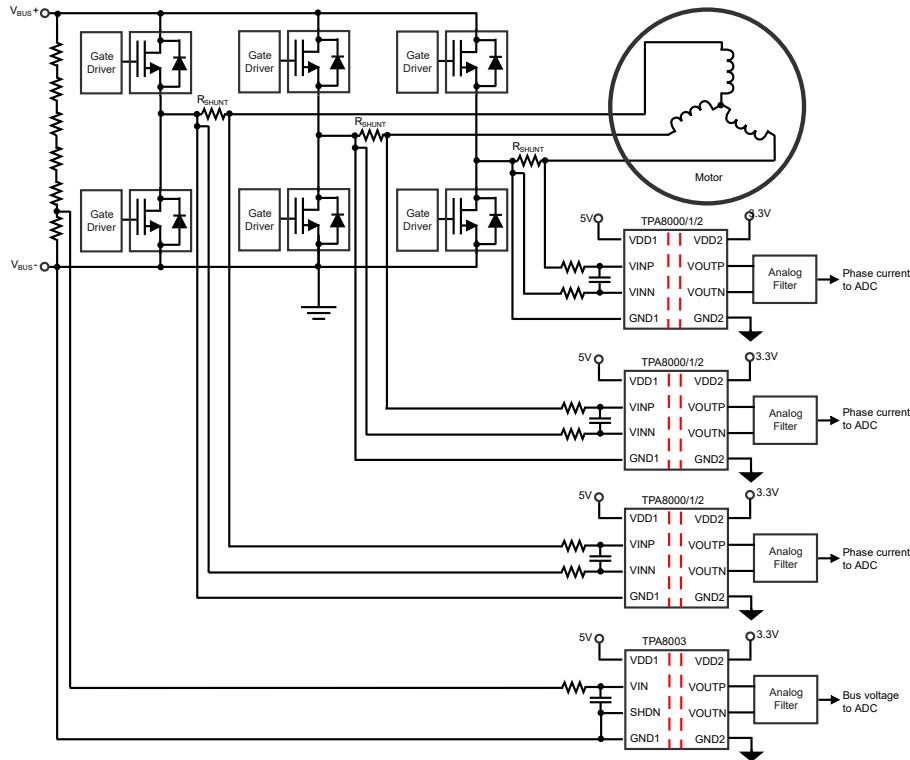 VBUS+
Gate
Driver
Gate
Driver
Gate
Driver
RSHUNT
RSHUNT
RSHUNT
Motor
Gate
Driver
Gate
Driver
Gate
Driver
VBUS-
5V
TPA8000/1/2
3.3V
VDD1
VDD2
VINP
VOUTP
VINN
VOUTN
GND1
GND2
Analog
Filter
Phase current
to ADC
5V
TPA8000/1/2
3.3V
VDD1
VDD2
VINP
VOUTP
VINN
VOUTN
GND1
GND2
Analog
Filter
Phase current
to ADC
5V
TPA8000/1/2
3.3V
VDD1
VDD2
VINP
VOUTP
VINN
VOUTN
GND1
GND2
Analog
Filter
Phase current
to ADC
5V
TPA8003
3.3V
VDD1
VDD2
VIN
VOUTP
SHDN
VOUTN
GND1
GND2
Analog
Filter
Bus voltage
to ADC